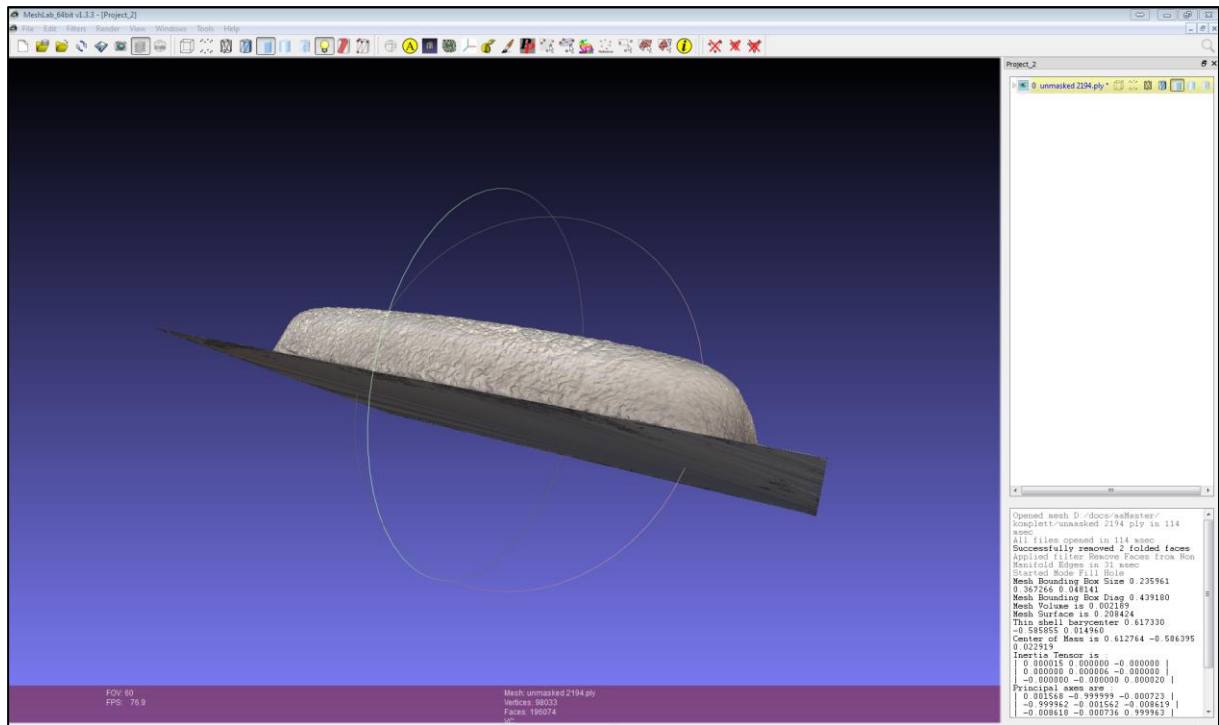 MeshLab_64bit v1.3.3 - [Project_2]
File Edit Filters Render View Windows Tools Help
Project_2
0 unmasked 2194.ply *
Opened mesh D:/docs/aaMaster/
komplett/unmasked 2194 ply in 114
msec
All files opened in 114 msec
Successfully removed 2 folded faces
Applied filter Remove Faces from Non
Manifold Edges in 31 msec
Started Mode Fill Hole
Mesh Bounding Box Size 0.235961
0.367266 0.048141
Mesh Bounding Box Diag 0.439180
Mesh Volume is 0.002189
Mesh Surface is 0.208424
Thin shell barycenter 0.617330
-0.585855 0.014960
Center of Mass is 0.612764 -0.586395
0.022919
Inertia Tensor is :
| 0.000015 0.000000 -0.000000 |
| 0.000000 0.000006 -0.000000 |
| -0.000000 -0.000000 0.000020 |
Principal axes are :
| 0.001568 -0.999999 -0.000723 |
| -0.999962 -0.001562 -0.008619 |
| -0.008618 -0.000736 0.999963 |
FOV: 60
FPS: 76.9
Mesh: unmasked 2194.ply
Vertices: 98033
Faces: 196074
VC